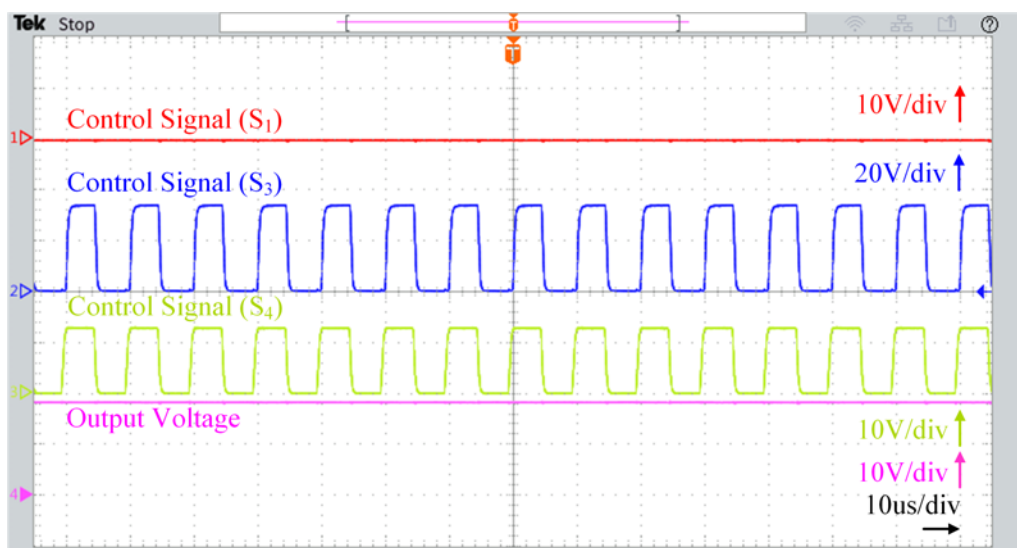 Tek Stop
T
T
10V/div
Control Signal (S₁)
1
20V/div
Control Signal (S₃)
2
Control Signal (S₄)
3
Output Voltage
10V/div
10V/div
4
10us/div